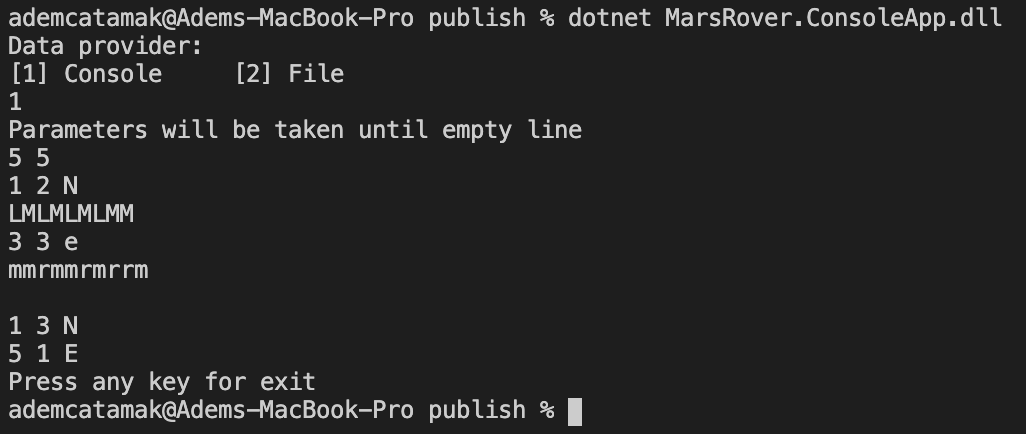 ademcatamak@Adems-MacBook-Pro publish % dotnet MarsRover.ConsoleApp.dll
Data provider:
[1] Console     [2] File
1
Parameters will be taken until empty line
5 5
1 2 N
LMLMLMLMM
3 3 e
mmrmmrmrrm

1 3 N
5 1 E
Press any key for exit
ademcatamak@Adems-MacBook-Pro publish %